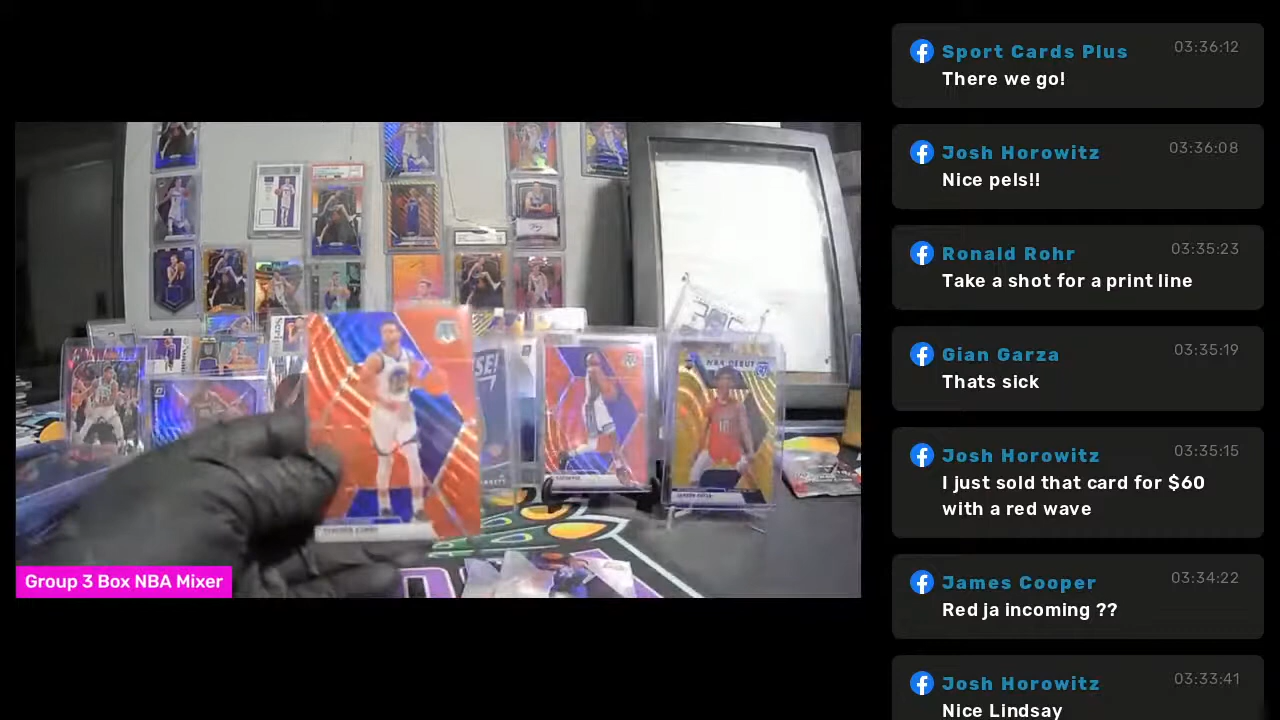 Sport Cards Plus
03:36:12
There we go!
Josh Horowitz
03:36:08
Nice pels!!
Ronald Rohr
03:35:23
Take a shot for a print line
Gian Garza
03:35:19
Thats sick
Josh Horowitz
03:35:15
I just sold that card for $60
with a red wave
James Cooper
03:34:22
Red ja incoming ??
Josh Horowitz
03:33:41
Nice Lindsay
NBA DEBUT
STEPHEN CURRY
Group 3 Box NBA Mixer